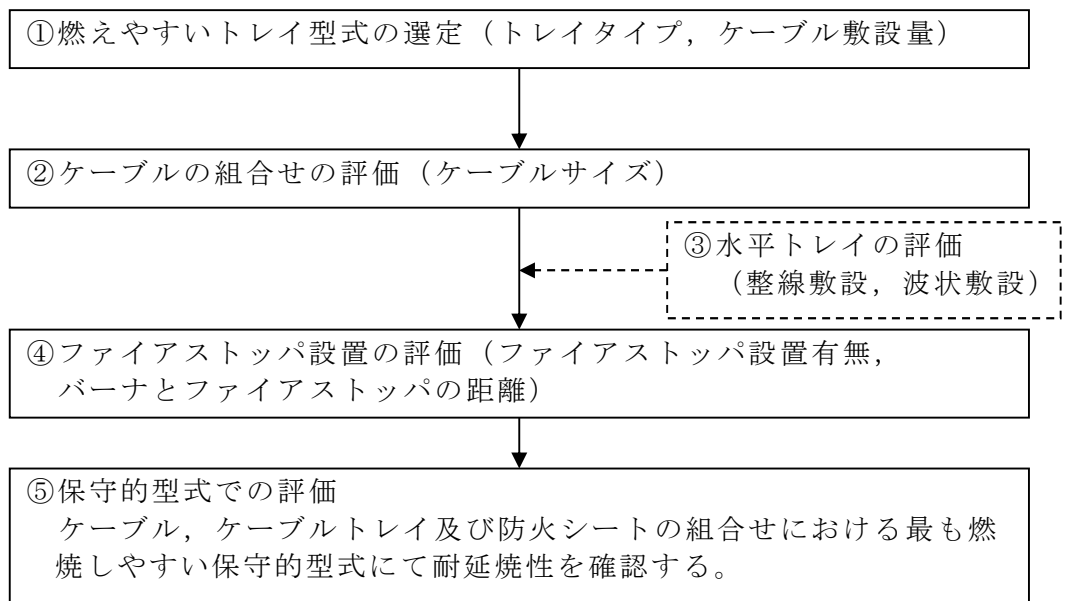 ①燃えやすいトレイ型式の選定(トレイタイプ,ケーブル敷設量)
②ケーブルの組合せの評価(ケーブルサイズ)
③水平トレイの評価
(整線敷設,波状敷設)
④ファイアストッパ設置の評価(ファイアストッパ設置有無,
バーナとファイアストッパの距離)
⑤保守的型式での評価
ケーブル,ケーブルトレイ及び防火シートの組合せにおける最も燃
焼しやすい保守的型式にて耐延焼性を確認する。